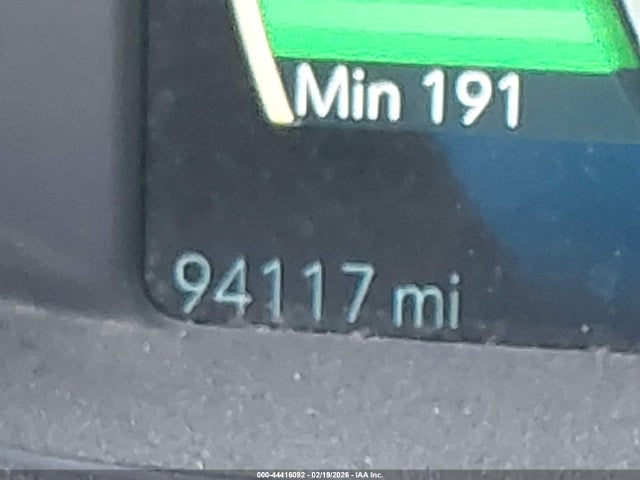 Min 191
94117 mi
000-44416092 - 02/19/2026 - IAA Inc.